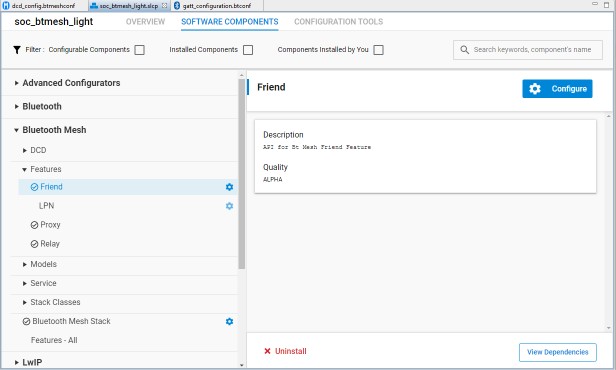 dcd_config.btmeshconf
soc_btmesh_light.slcp
gatt_configuration.btconf
soc_btmesh_light
OVERVIEW
SOFTWARE COMPONENTS
CONFIGURATION TOOLS
Filter :
Configurable Components
Installed Components
Components Installed by You
Search keywords, component's name
Advanced Configurators
Bluetooth
Bluetooth Mesh
DCD
Features
Friend
LPN
Proxy
Relay
Models
Service
Stack Classes
Bluetooth Mesh Stack
Features - All
LwIP
Friend
Configure
Description
API for Bt Mesh Friend Feature
Quality
ALPHA
Uninstall
View Dependencies